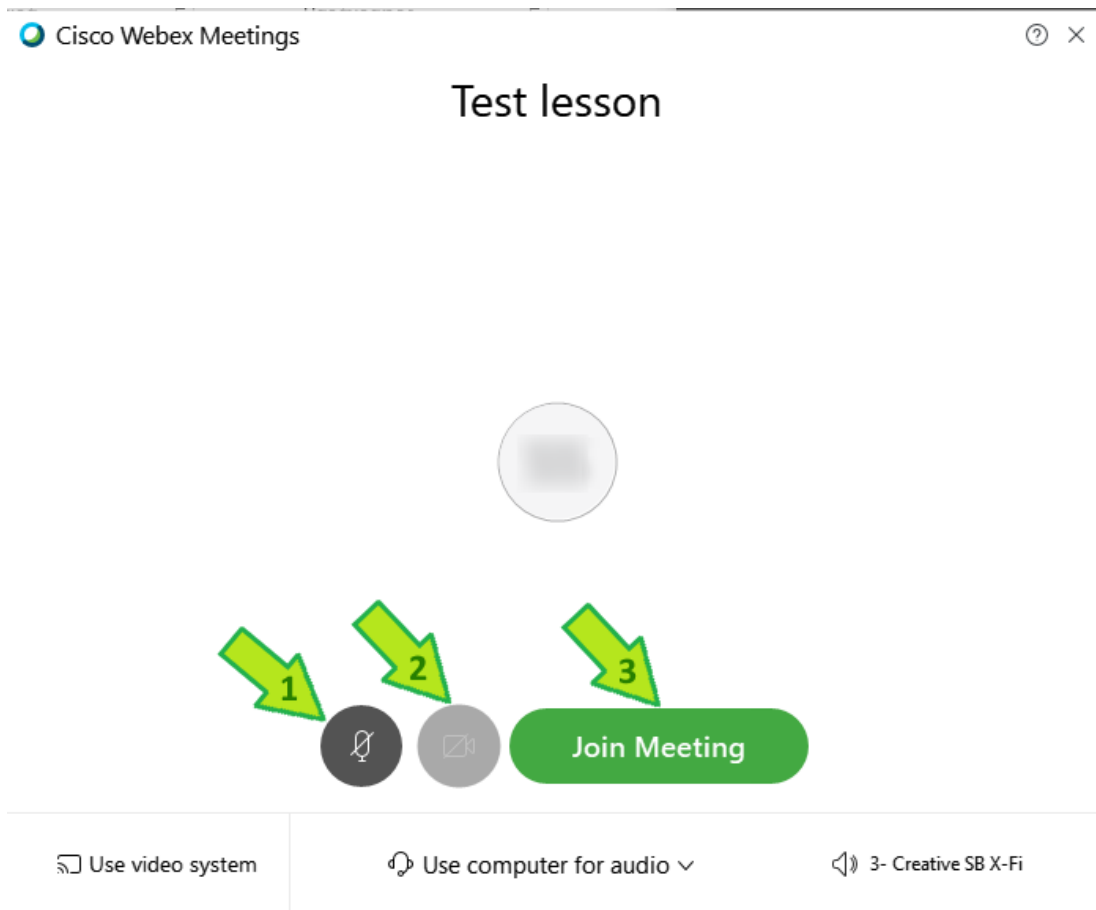 Cisco Webex Meetings
Test lesson
1
2
3
Join Meeting
Use video system
Use computer for audio
3- Creative SB X-Fi